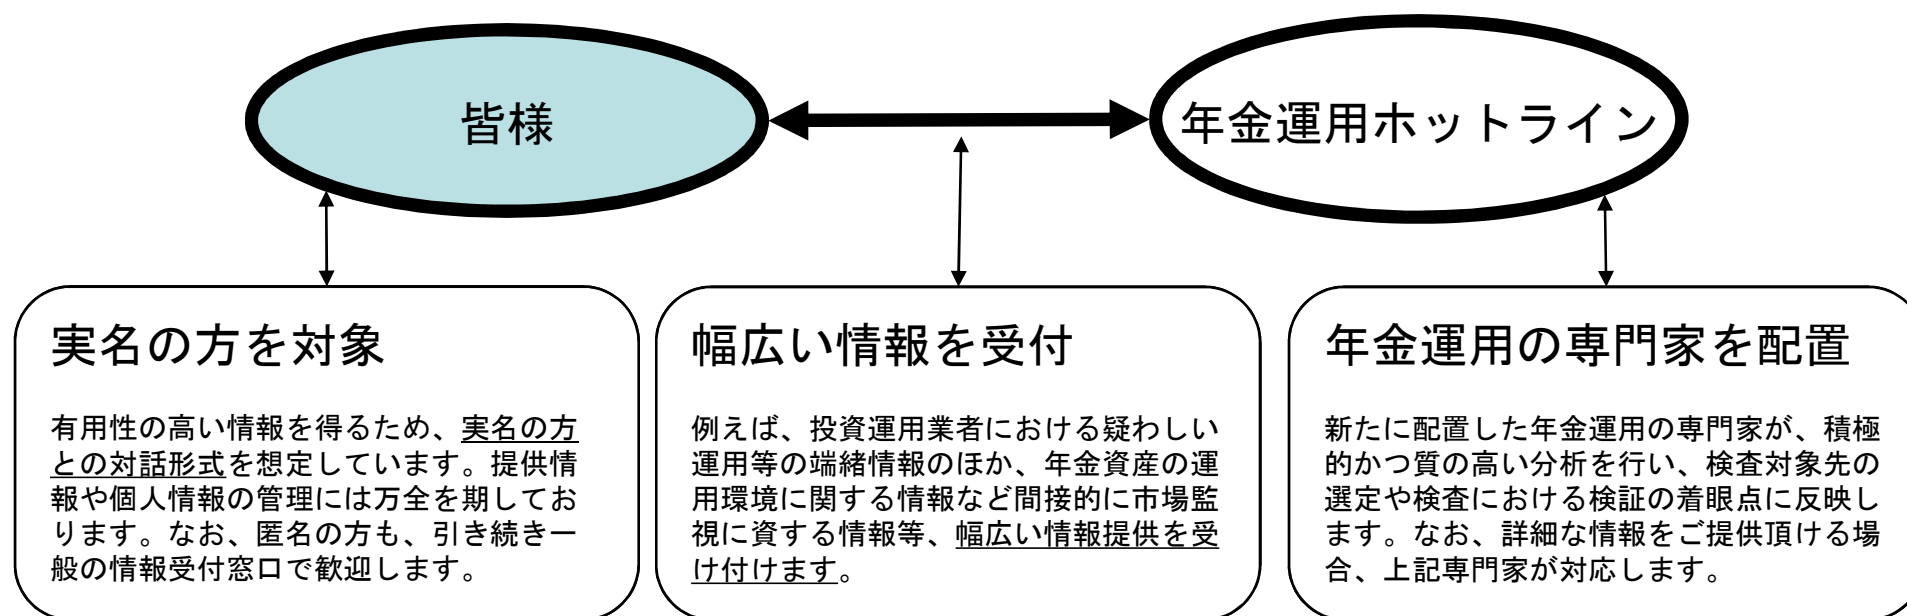 皆様
年金運用ホットライン
実名の方を対象
有用性の高い情報を得るため、実名の方
との対話形式を想定しています。提供情
報や個人情報の管理には万全を期してお
ります。なお、匿名の方も、引き続き一
般の情報受付窓口で歓迎します。
幅広い情報を受付
例えば、投資運用業者における疑わしい
運用等の端緒情報のほか、年金資産の運
用環境に関する情報など間接的に市場監
視に資する情報等、幅広い情報提供を受
け付けます。
年金運用の専門家を配置
新たに配置した年金運用の専門家が、積極
的かつ質の高い分析を行い、検査対象先の
選定や検査における検証の着眼点に反映し
ます。なお、詳細な情報をご提供頂ける場
合、上記専門家が対応します。